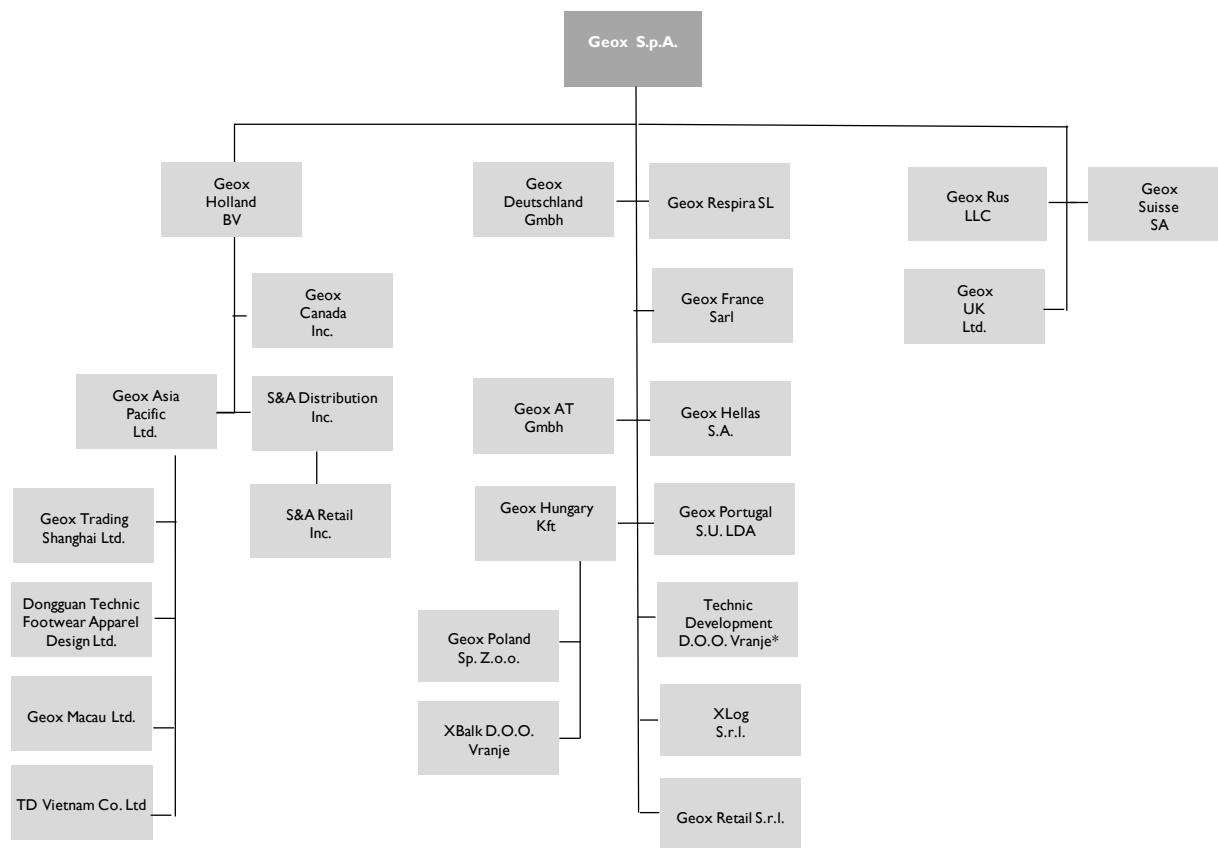 Geox S.p.A.
Geox
Holland
BV
Geox
Deutschland
Gmbh
Geox Respira SL
Geox Rus
LLC
Geox
Suisse
SA
Geox
Canada
Inc.
Geox France
Sarl
Geox
UK
Ltd.
Geox Asia
Pacific
Ltd.
S&A Distribution
Inc.
Geox AT
Gmbh
Geox Hellas
S.A.
Geox Trading
Shanghai Ltd.
S&A Retail
Inc.
Geox Hungary
Kft
Geox Portugal
S.U. LDA
Dongguan Technic
Footwear Apparel
Design Ltd.
Geox Poland
Sp. Z.o.o.
Technic
Development
D.O.O. Vranje*
Geox Macau Ltd.
XBalk D.O.O.
Vranje
XLog
S.r.l.
TD Vietnam Co. Ltd
Geox Retail S.r.l.